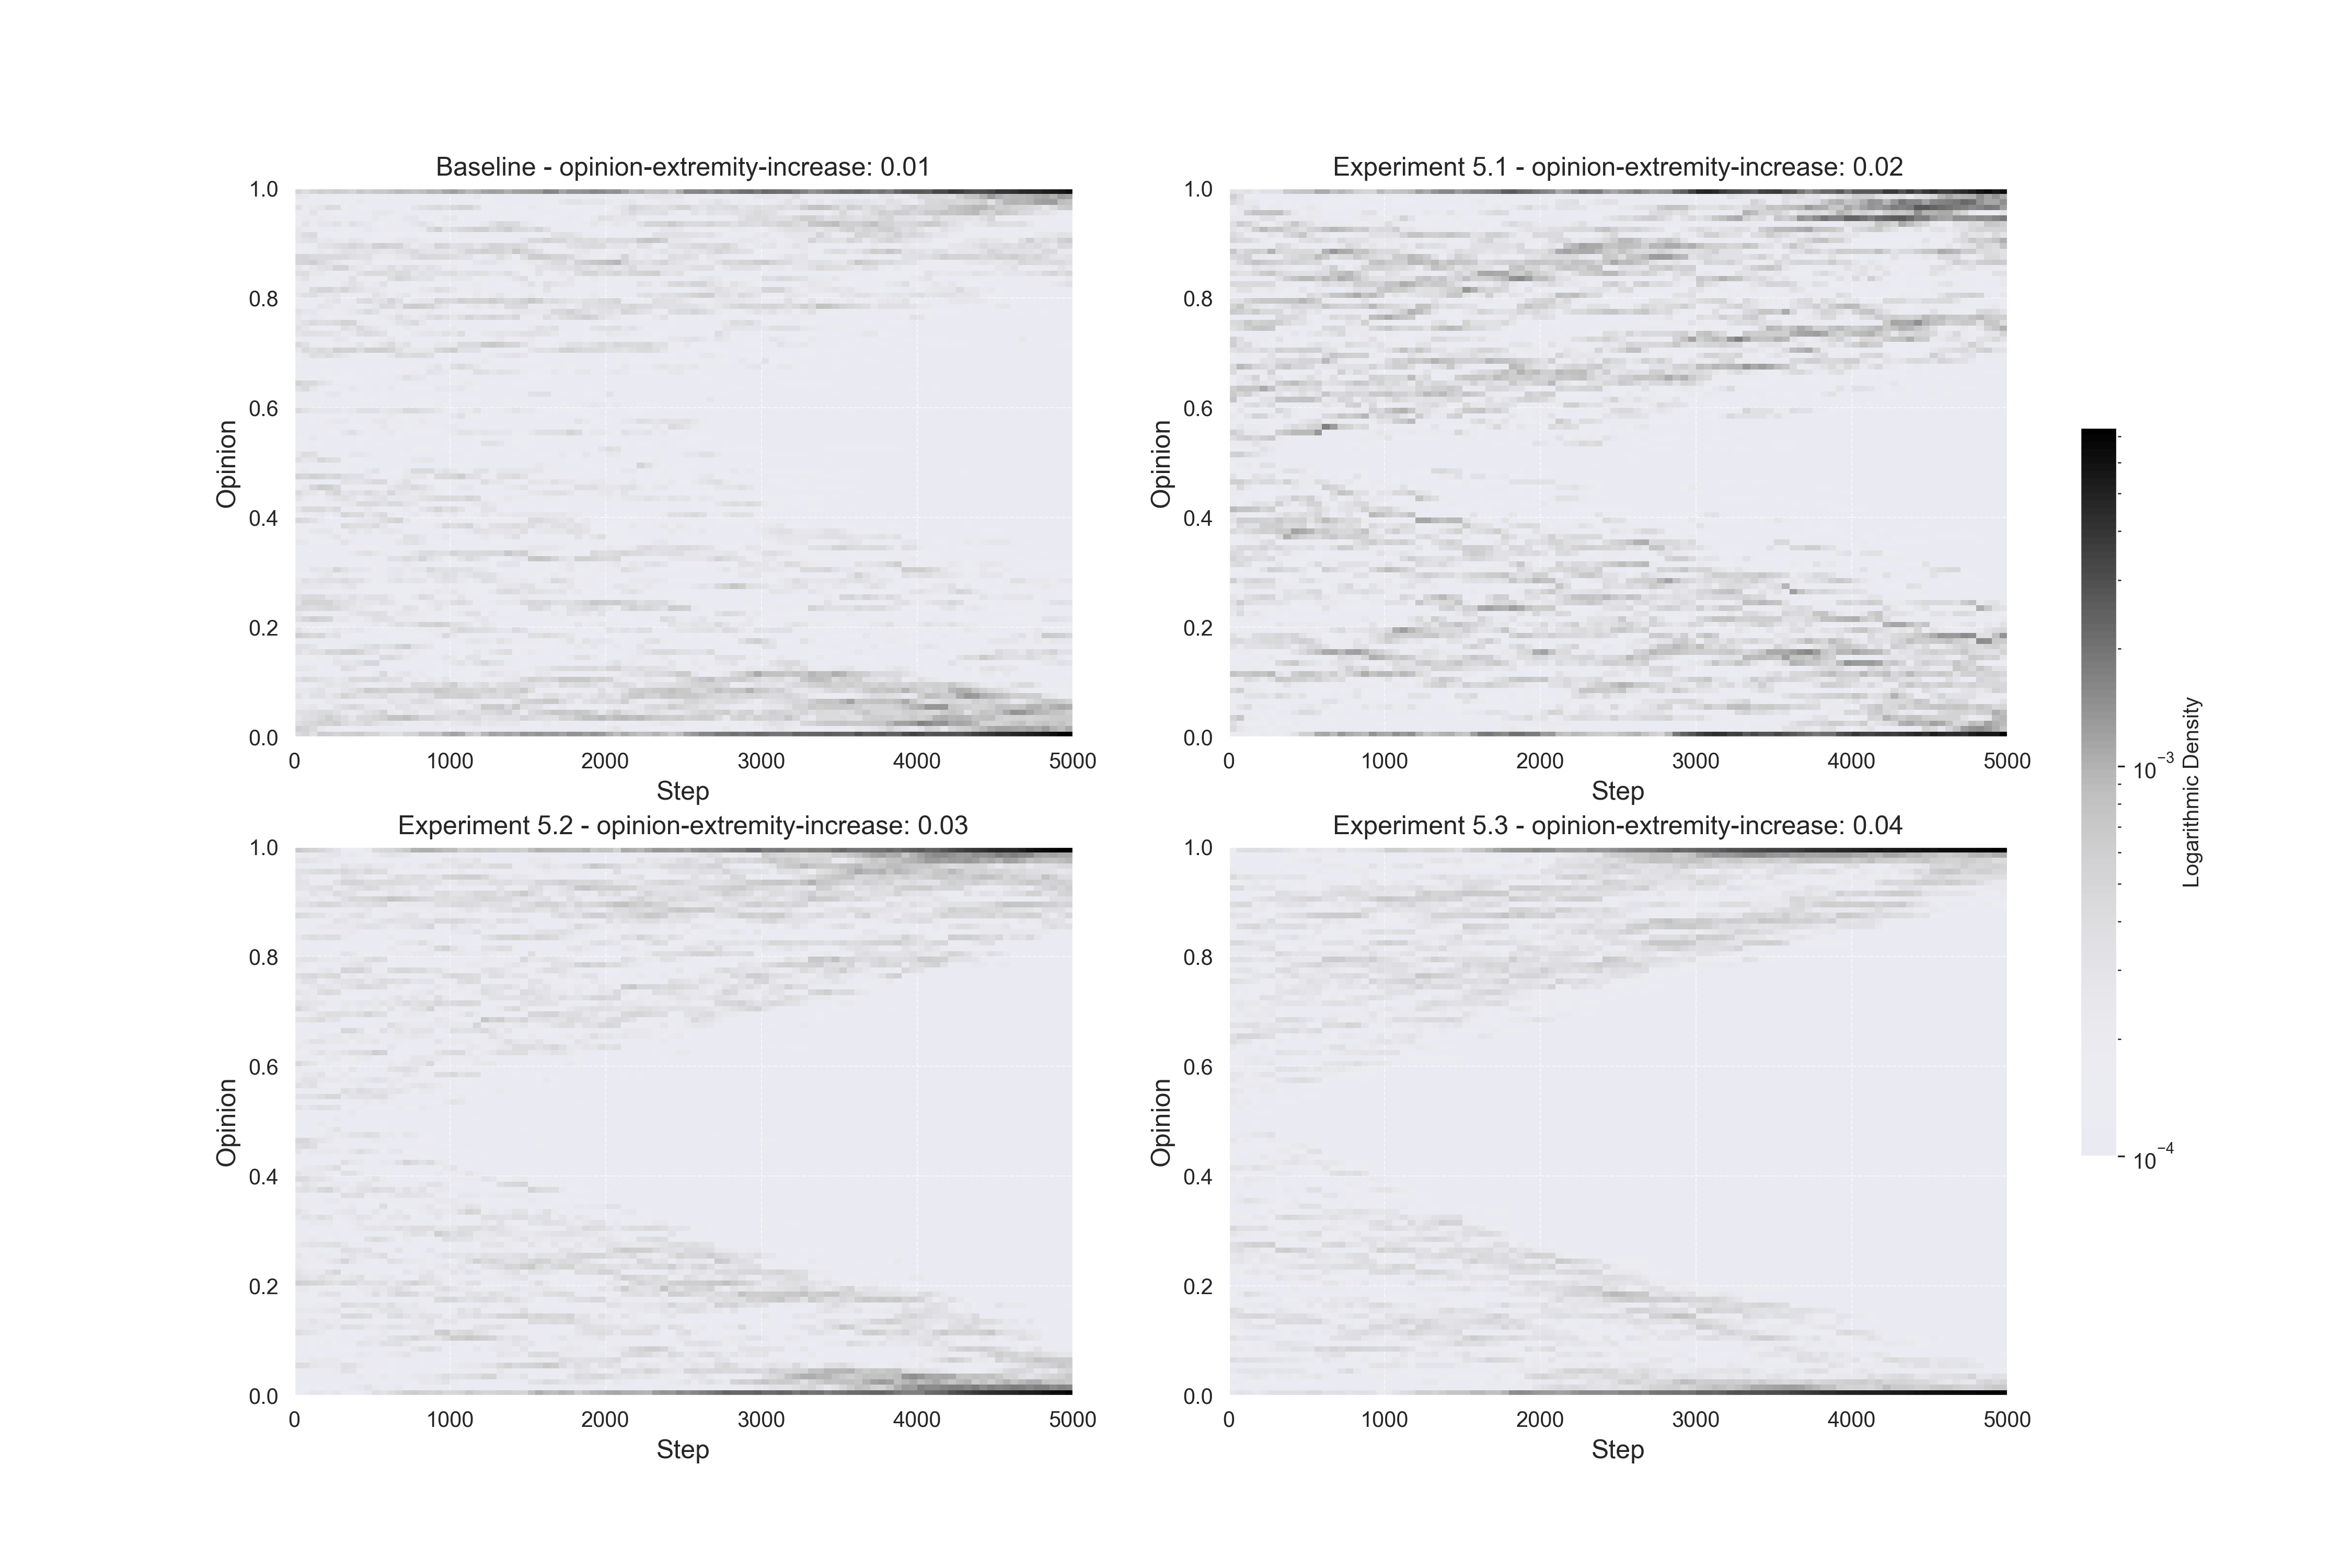 Baseline - opinion-extremity-increase: 0.01
1.0
0.8
0.6
0.4
0.2
0.0
Opinion
0 1000 2000 3000 4000 5000
Step
Experiment 5.1 - opinion-extremity-increase: 0.02
1.0
0.8
0.6
0.4
0.2
0.0
Opinion
0 1000 2000 3000 4000 5000
Step
Experiment 5.2 - opinion-extremity-increase: 0.03
1.0
0.8
0.6
0.4
0.2
0.0
Opinion
0 1000 2000 3000 4000 5000
Step
Experiment 5.3 - opinion-extremity-increase: 0.04
1.0
0.8
0.6
0.4
0.2
0.0
Opinion
0 1000 2000 3000 4000 5000
Step
10⁻³
10⁻⁴
Logarithmic Density